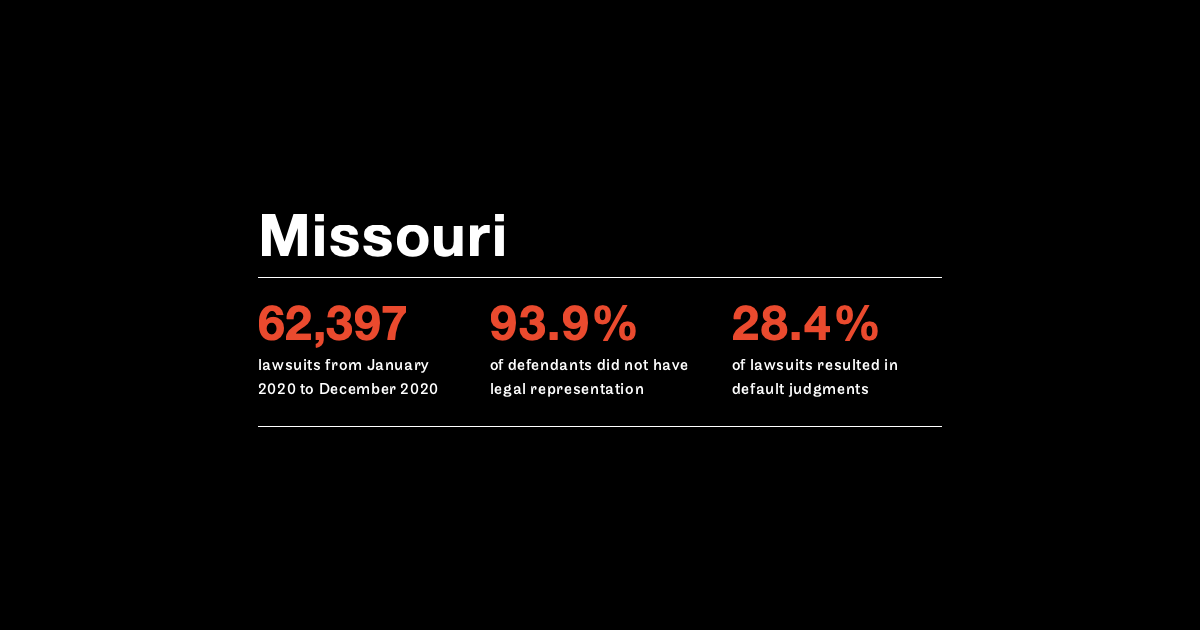 Missouri
62,397
lawsuits from January
2020 to December 2020
93.9%
of defendants did not have
legal representation
28.4%
of lawsuits resulted in
default judgments